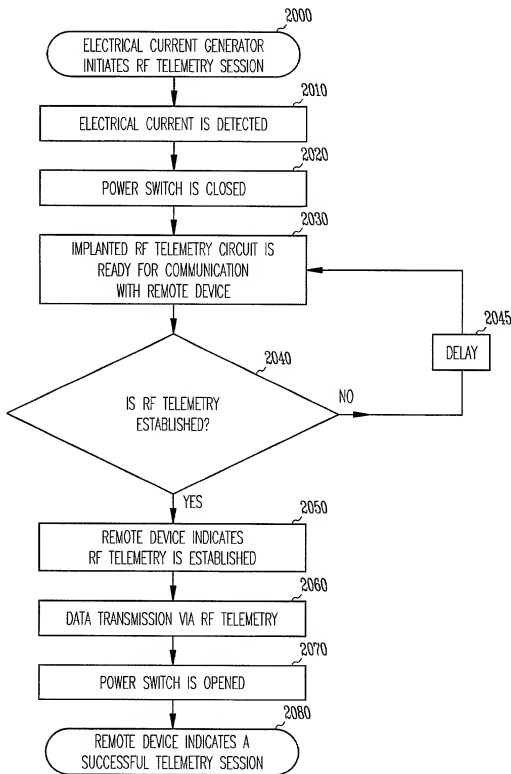 2000
ELECTRICAL CURRENT GENERATOR
INITIATES RF TELEMETRY SESSION
2010
ELECTRICAL CURRENT IS DETECTED
2020
POWER SWITCH IS CLOSED
2030
IMPLANTED RF TELEMETRY CIRCUIT IS
READY FOR COMMUNICATION
WITH REMOTE DEVICE
2045
DELAY
2040
IS RF TELEMETRY
ESTABLISHED?
NO
YES
2050
REMOTE DEVICE INDICATES
RF TELEMETRY IS ESTABLISHED
2060
DATA TRANSMISSION VIA RF TELEMETRY
2070
POWER SWITCH IS OPENED
2080
REMOTE DEVICE INDICATES A
SUCCESSFUL TELEMETRY SESSION